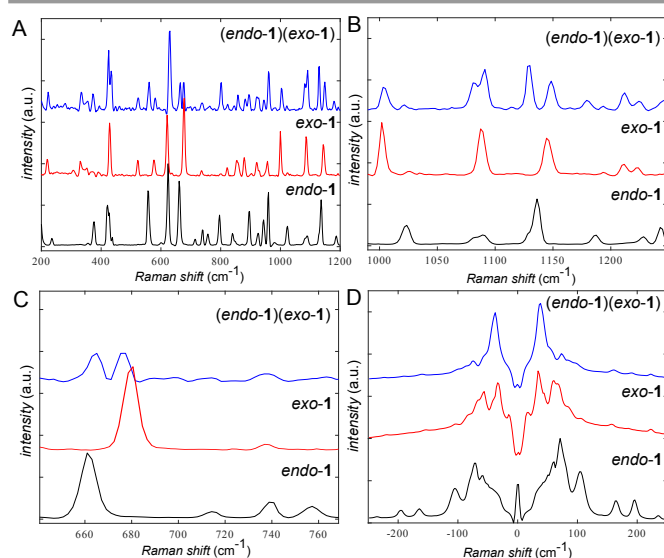 A
(endo-1)(exo-1)
exo-1
endo-1
intensity (a.u.)
200 400 600 800 1000 1200
Raman shift (cm-1)
B
(endo-1)(exo-1)
exo-1
endo-1
intensity (a.u.)
1000 1050 1100 1150 1200
Raman shift (cm⁻¹)
C
(endo-1)(exo-1)
exo-1
endo-1
intensity (a.u.)
660 680 700 720 740 760
Raman shift (cm⁻¹)
D
(endo-1)(exo-1)
exo-1
endo-1
intensity (a.u.)
-200 -100 0 100 200
Raman shift (cm⁻¹)